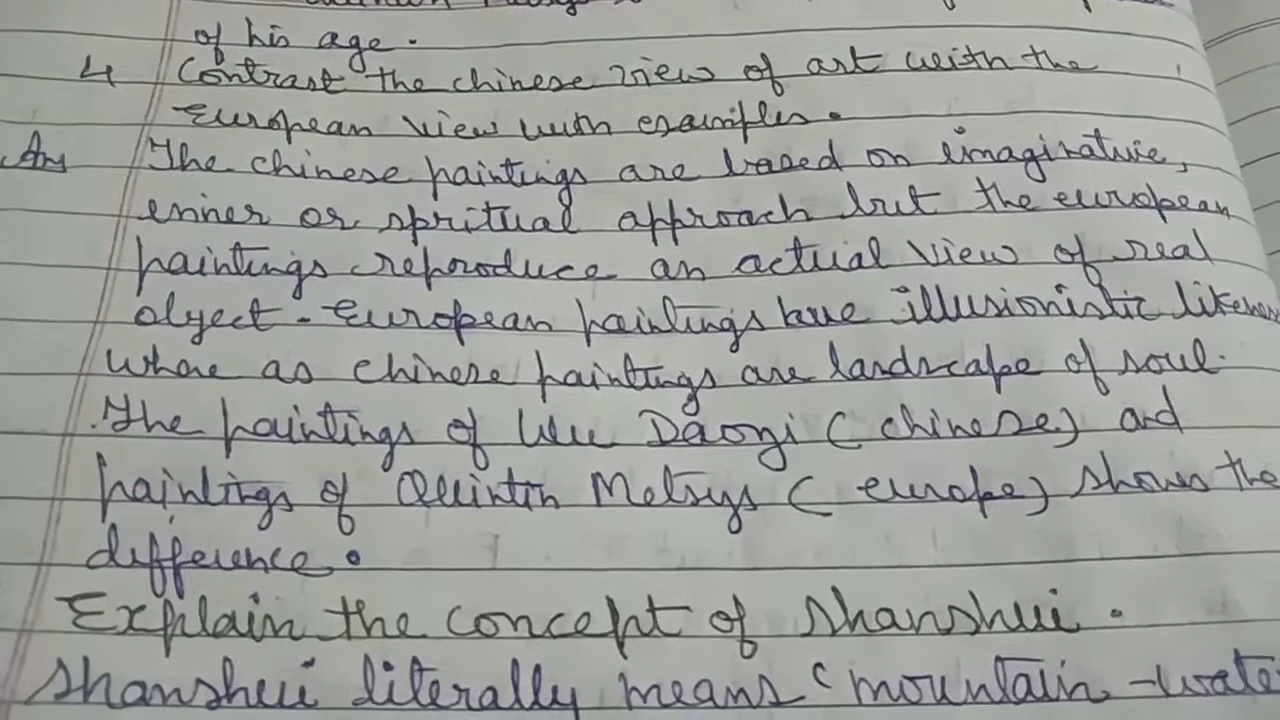 of his age.
4 Contrast the chinese view of art with the
European view with examples.
Ans The chinese paintings are based on imaginative,
enner or spritual approach but the european
paintings reproduce an actual view of real
object. European paintings have illusionistic likeness
where as chinese paintings are landscape of soul.
The paintings of Wu Daozi (chinese) and
paintings of Quintin Metsys (europe) shows the
difference.
Explain the concept of Shanshui.
Shanshui literally means 'mountain-wate